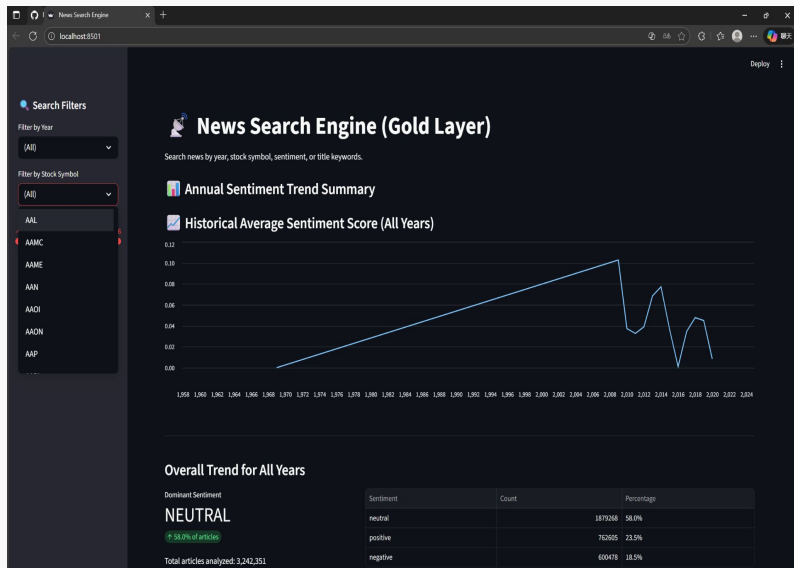 News Search Engine
localhost:8501
聊天
Deploy
Search Filters
Filter by Year
(All)
Filter by Stock Symbol
(All)
AAL
AAMC
AAME
AAN
AAOI
AAON
AAP
News Search Engine (Gold Layer)
Search news by year, stock symbol, sentiment, or title keywords.
Annual Sentiment Trend Summary
Historical Average Sentiment Score (All Years)
0.12
0.10
0.08
0.06
0.04
0.02
0.00
1,958 1,960 1,962 1,964 1,966 1,968 1,970 1,972 1,974 1,976 1,978 1,980 1,982 1,984 1,986 1,988 1,990 1,992 1,994 1,996 1,998 2,000 2,002 2,004 2,006 2,008 2,010 2,012 2,014 2,016 2,018 2,020 2,022 2,024
Overall Trend for All Years
Dominant Sentiment
NEUTRAL
↑ 58.0% of articles
Total articles analyzed: 3,242,351
Sentiment Count Percentage
neutral 1879268 58.0%
positive 762605 23.5%
negative 600478 18.5%